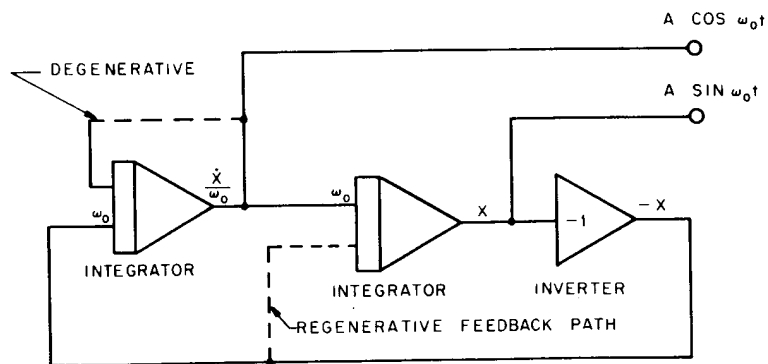 A COS ω₀t
DEGENERATIVE
A SIN ω₀t
Ẋ
ω₀
ω₀
ω₀
X
-1
-X
INTEGRATOR
INTEGRATOR
INVERTER
REGENERATIVE FEEDBACK PATH